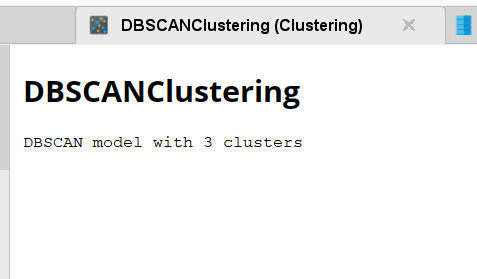 DBSCANClustering (Clustering)
DBSCANClustering
DBSCAN model with 3 clusters